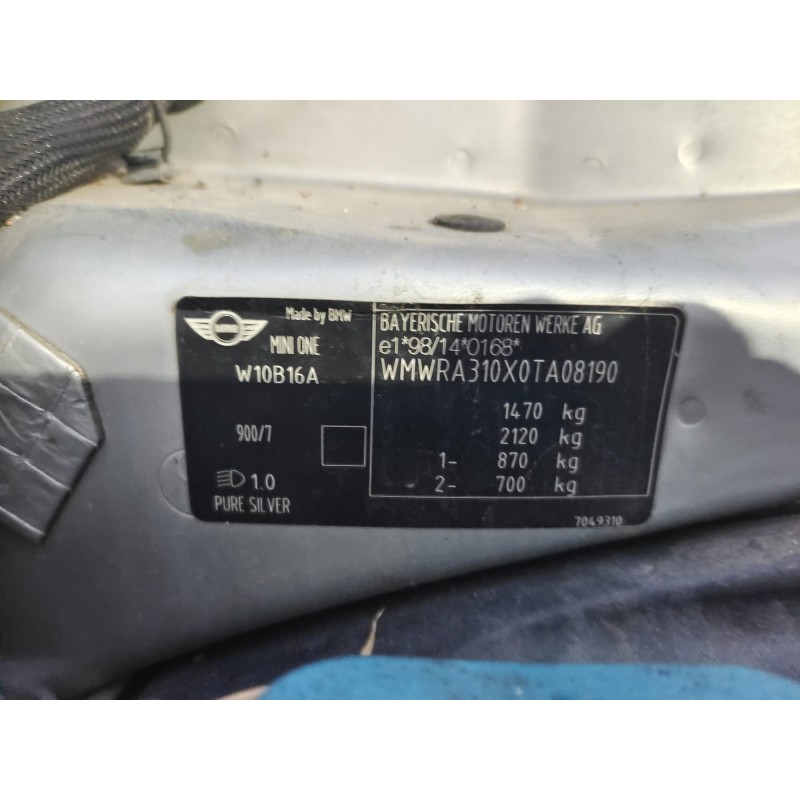 MINI
Made by BMW
MINI ONE
W10B16A
900/7
1.0
PURE SILVER
BAYERISCHE MOTOREN WERKE AG
e1*98/14*0168*
WMWRA310X0TA08190
1470 kg
2120 kg
1- 870 kg
2- 700 kg
7049310